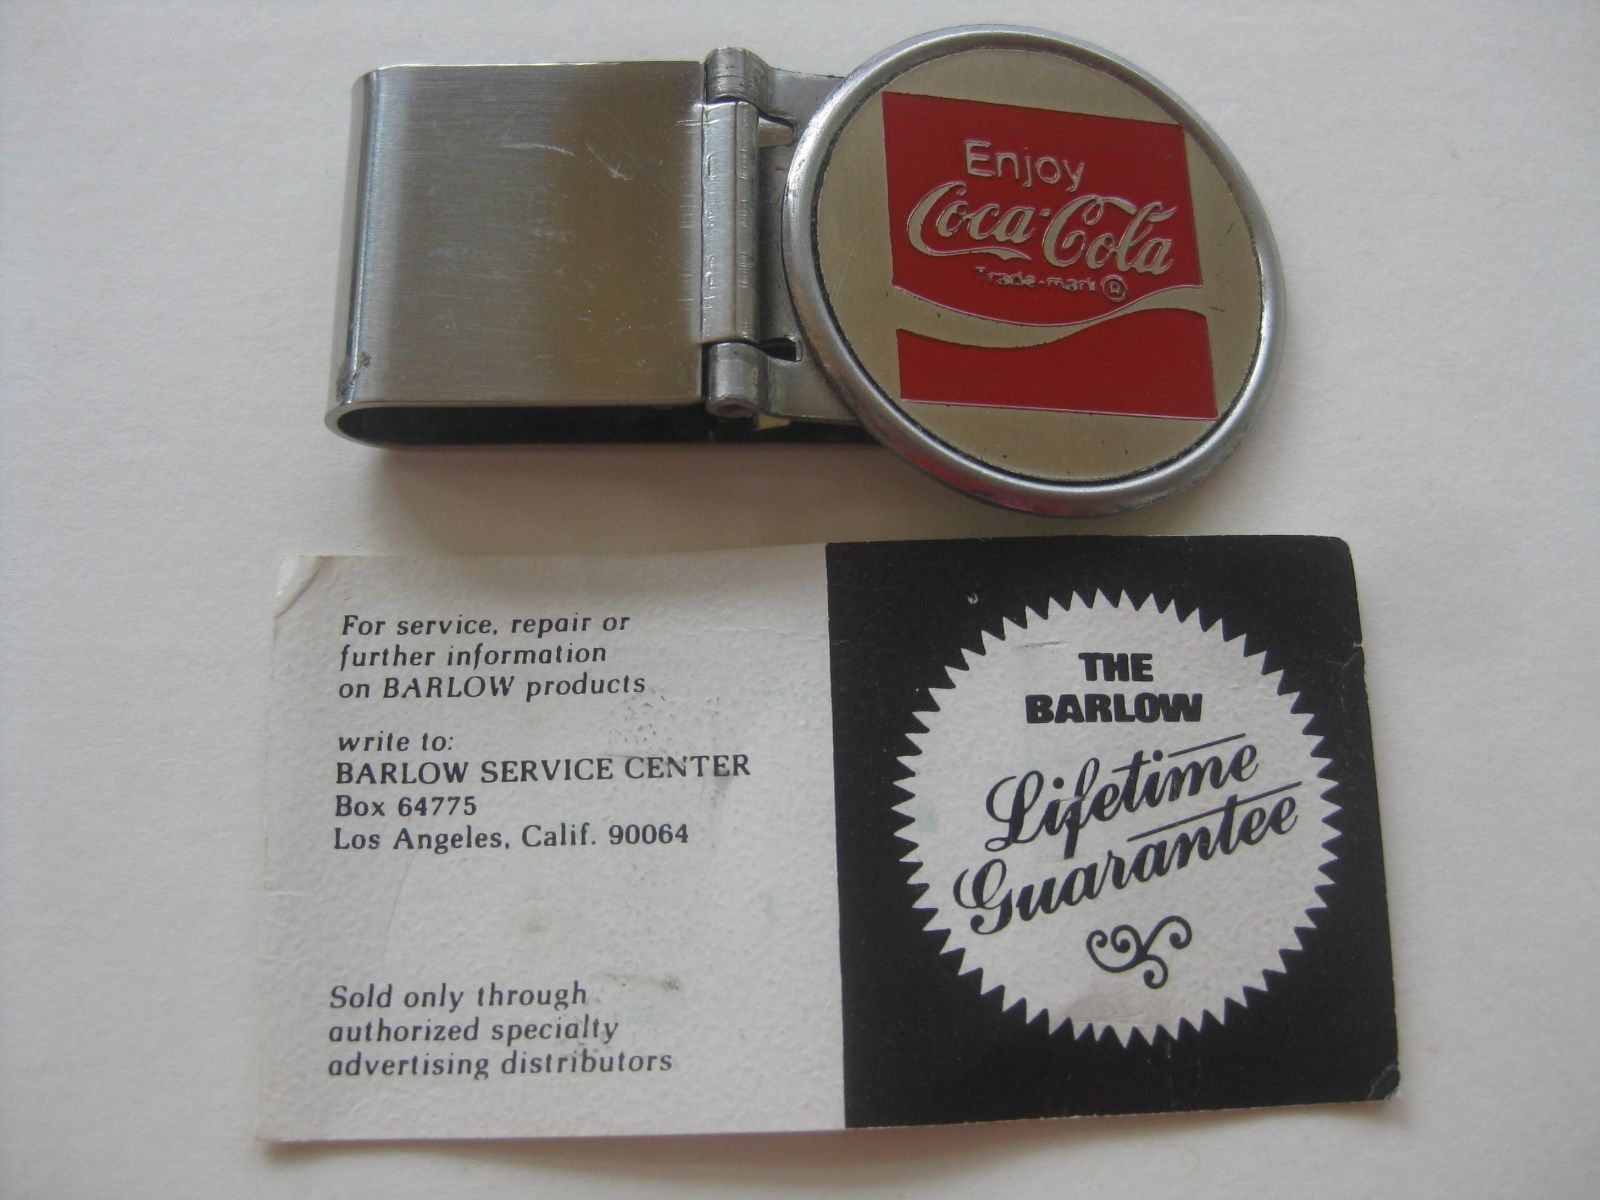 Enjoy
Coca-Cola
Trade-mark ®
For service, repair or
further information
on BARLOW products
write to:
BARLOW SERVICE CENTER
Box 64775
Los Angeles, Calif. 90064
Sold only through
authorized specialty
advertising distributors
THE
BARLOW
Lifetime
Guarantee